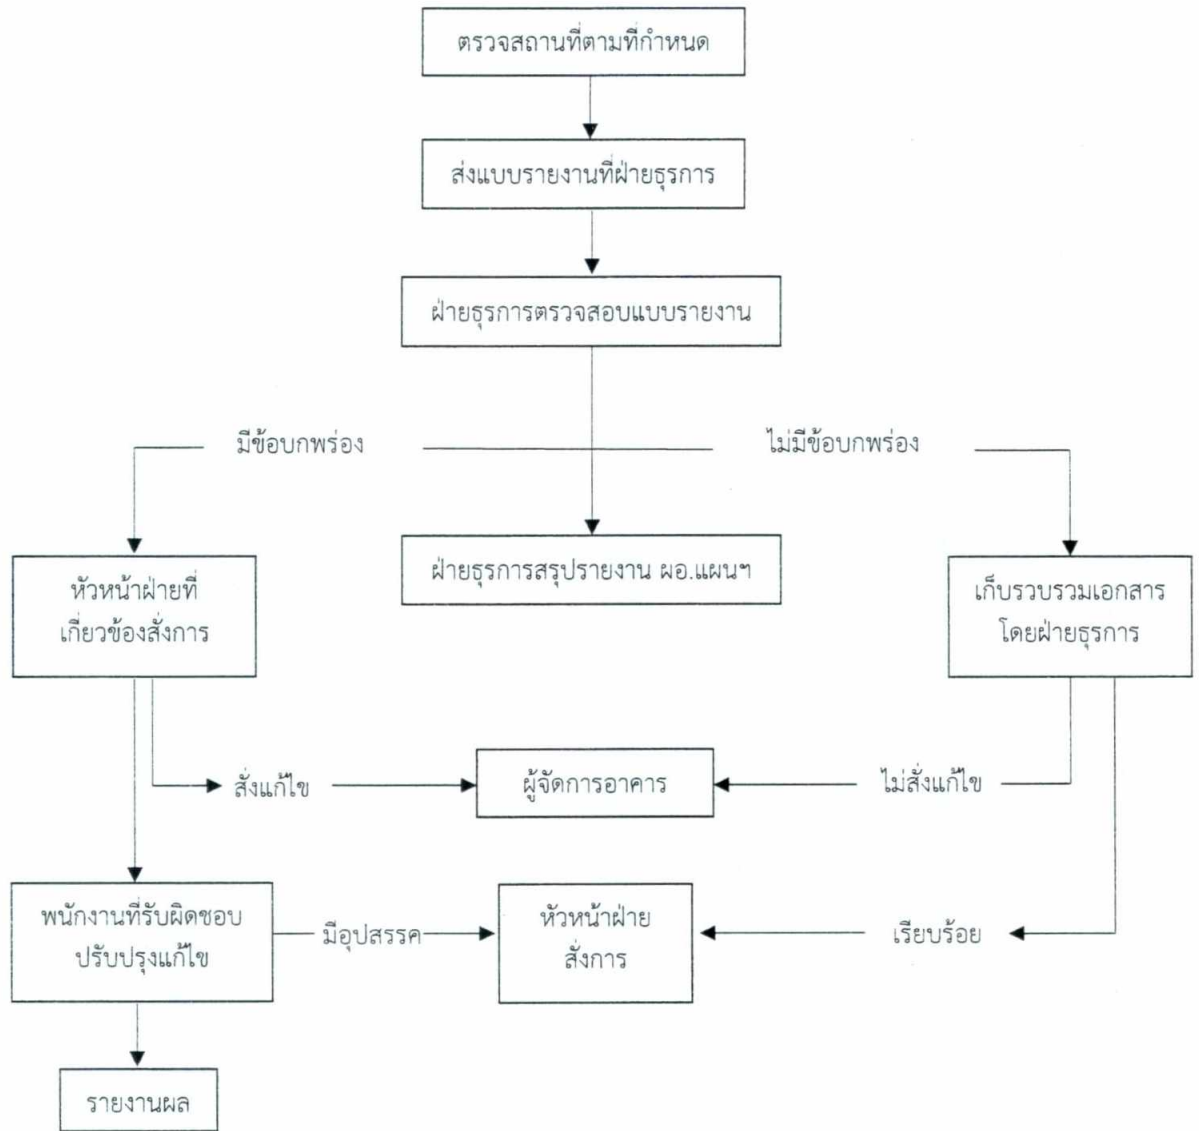 ตรวจสถานที่ตามที่กำหนด
ส่งแบบรายงานที่ฝ่ายธุรการ
ฝ่ายธุรการตรวจสอบแบบรายงาน
มีข้อบกพร่อง
ไม่มีข้อบกพร่อง
หัวหน้าฝ่ายที่
เกี่ยวข้องสั่งการ
ฝ่ายธุรการสรุปรายงาน ผอ.แผนฯ
เก็บรวบรวมเอกสาร
โดยฝ่ายธุรการ
สั่งแก้ไข
ผู้จัดการอาคาร
ไม่สั่งแก้ไข
พนักงานที่รับผิดชอบ
ปรับปรุงแก้ไข
มีอุปสรรค
หัวหน้าฝ่าย
สั่งการ
เรียบร้อย
รายงานผล